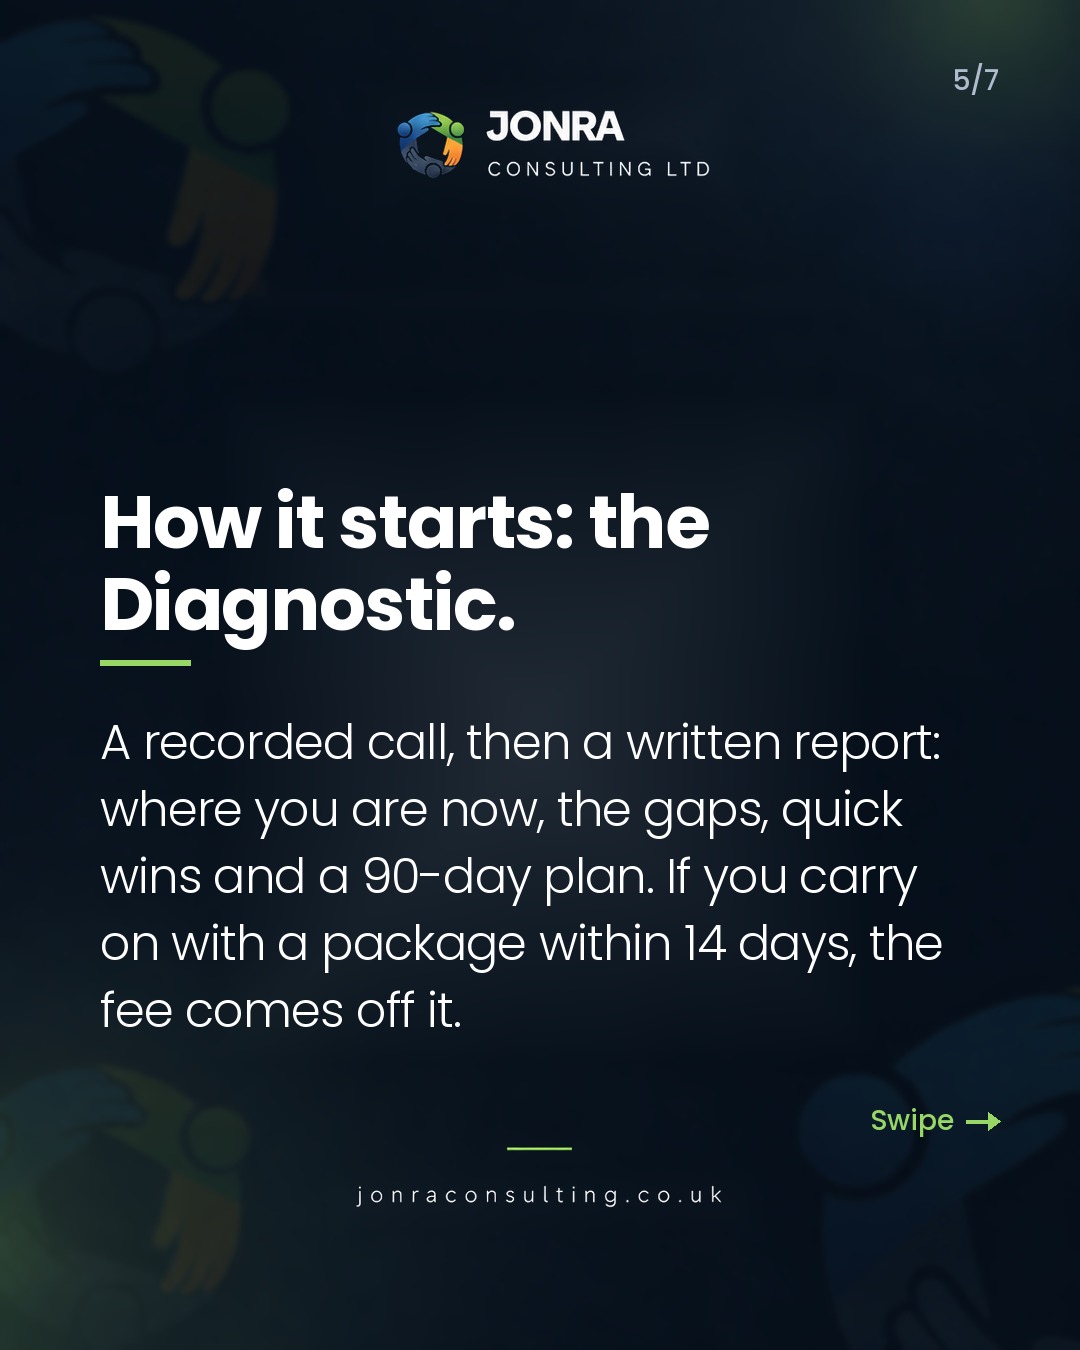 5/7
JONRA
CONSULTING LTD
How it starts: the
Diagnostic.
A recorded call, then a written report:
where you are now, the gaps, quick
wins and a 90-day plan. If you carry
on with a package within 14 days, the
fee comes off it.
Swipe
jonraconsulting.co.uk